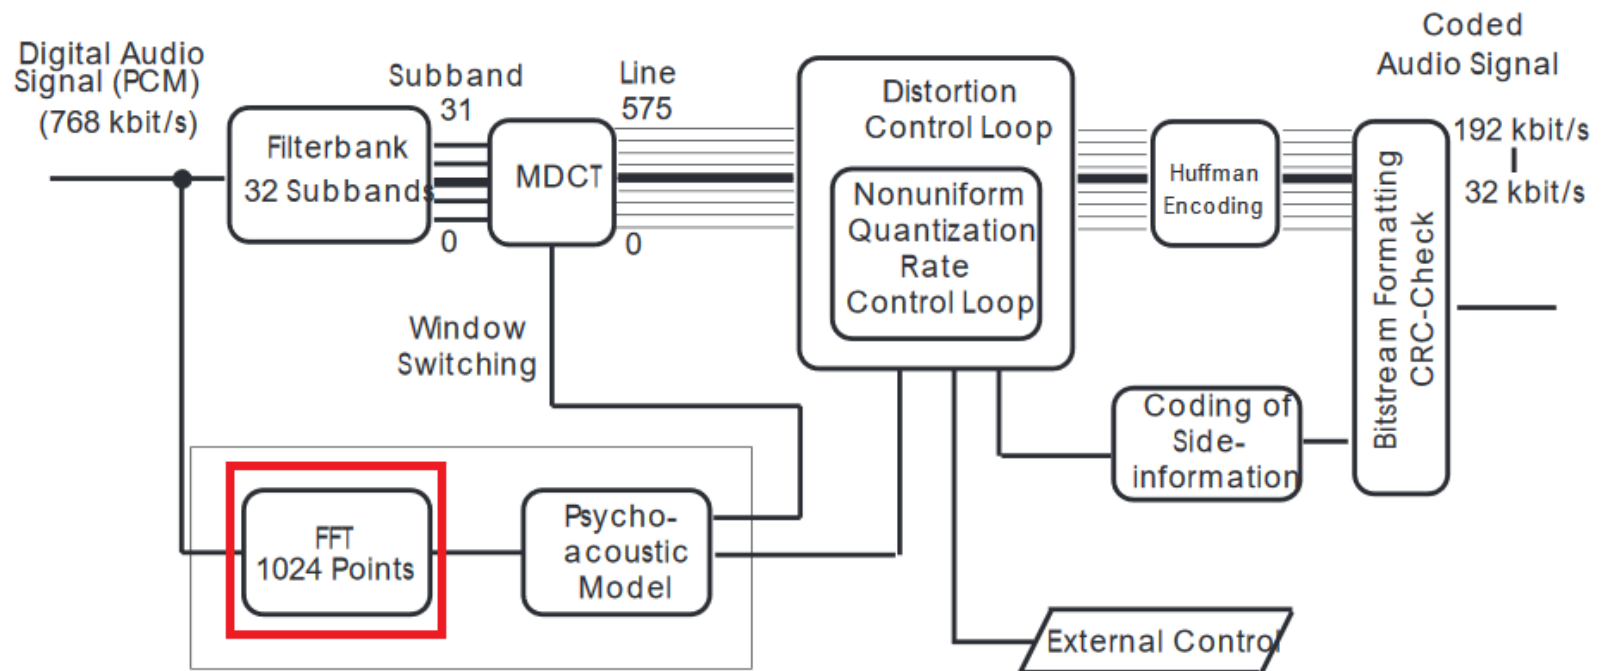 Digital Audio
Signal (PCM)
(768 kbit/s)
Filterbank
32 Subbands
Subband
31
0
MDCT
Line
575
0
Window
Switching
FFT
1024 Points
Psycho-
acoustic
Model
Distortion
Control Loop
Nonuniform
Quantization
Rate
Control Loop
Huffman
Encoding
Coding of
Side-
information
External Control
Bitstream Formatting
CRC-Check
Coded
Audio Signal
192 kbit/s
32 kbit/s